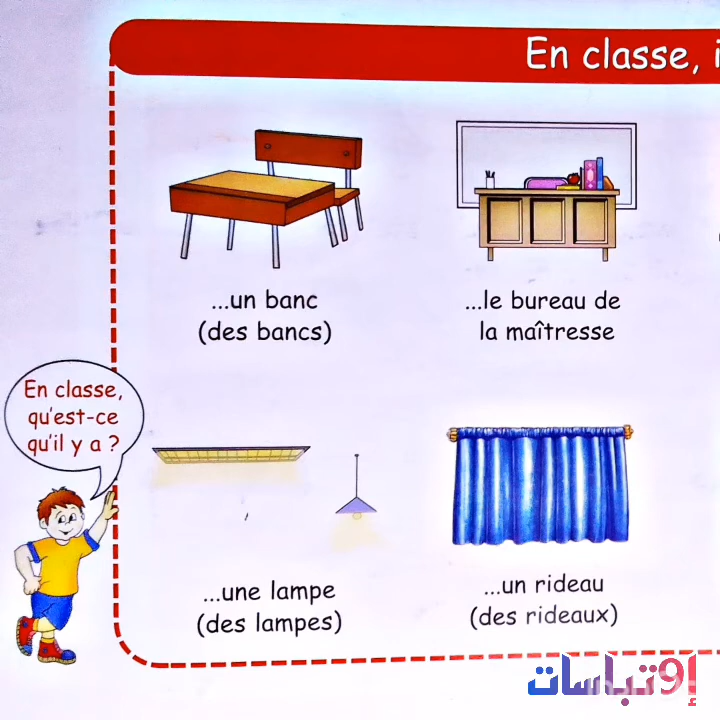 En classe, i
...un banc
(des bancs)
...le bureau de
la maîtresse
En classe,
qu'est-ce
qu'il y a ?
...une lampe
(des lampes)
...un rideau
(des rideaux)
إقتباسات